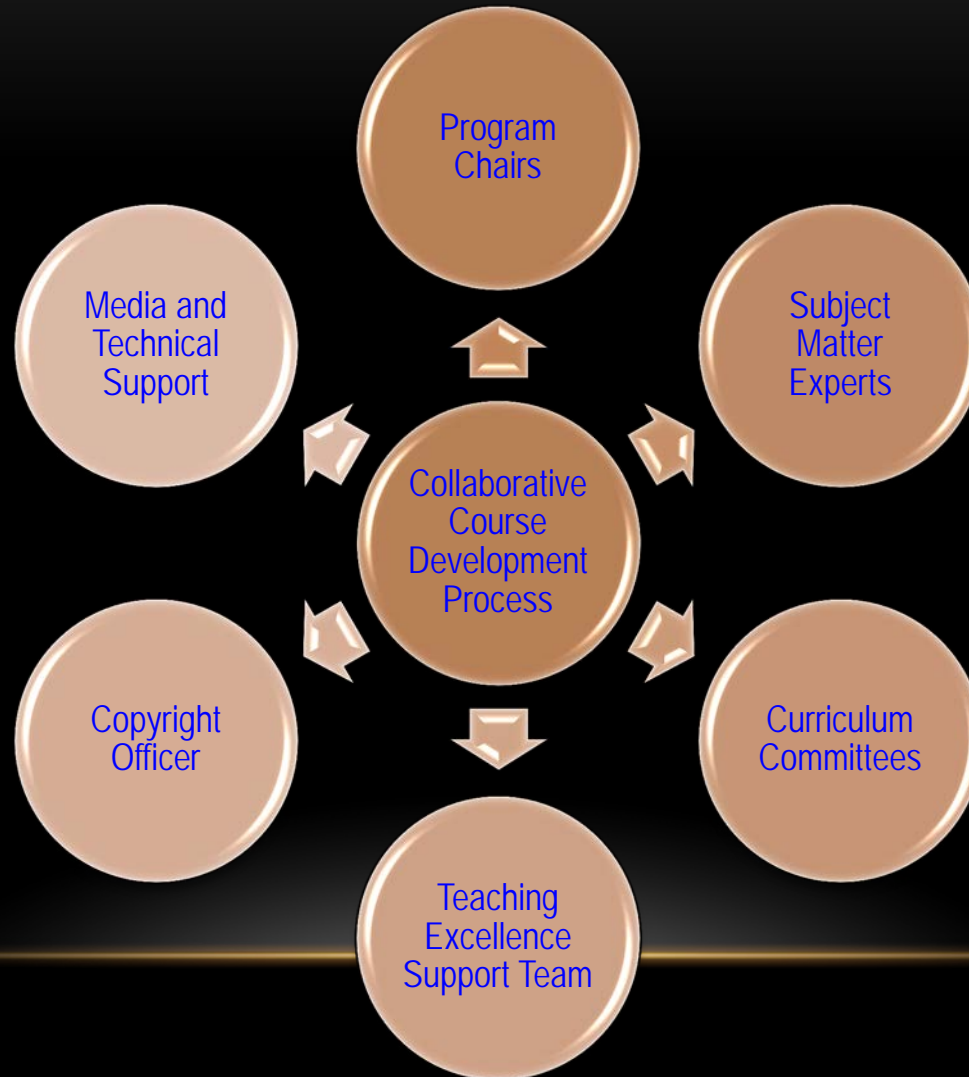 Program
Chairs
Media and
Technical
Support
Subject
Matter
Experts
Collaborative
Course
Development
Process
Copyright
Officer
Curriculum
Committees
Teaching
Excellence
Support Team